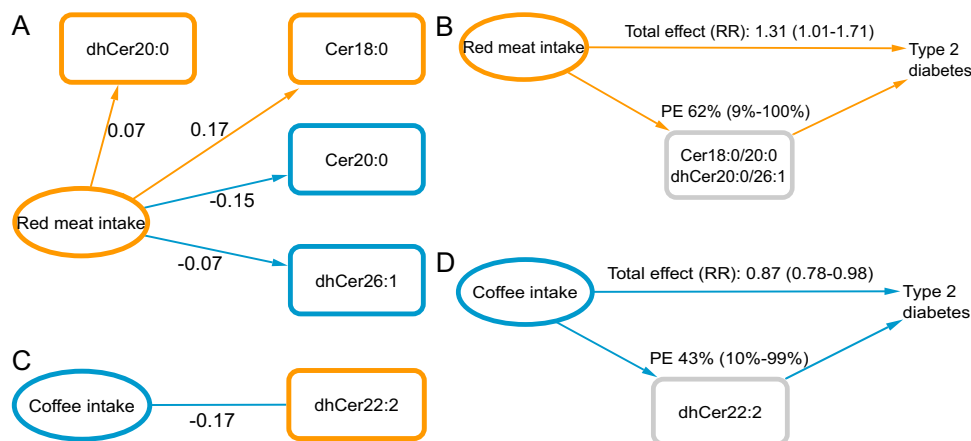 A
dhCer20:0
Cer18:0
0.07
0.17
Cer20:0
-0.15
Red meat intake
-0.07
dhCer26:1
B
Red meat intake
Total effect (RR): 1.31 (1.01-1.71)
Type 2
diabetes
PE 62% (9%-100%)
Cer18:0/20:0
dhCer20:0/26:1
C
Coffee intake
-0.17
dhCer22:2
D
Coffee intake
Total effect (RR): 0.87 (0.78-0.98)
Type 2
diabetes
PE 43% (10%-99%)
dhCer22:2